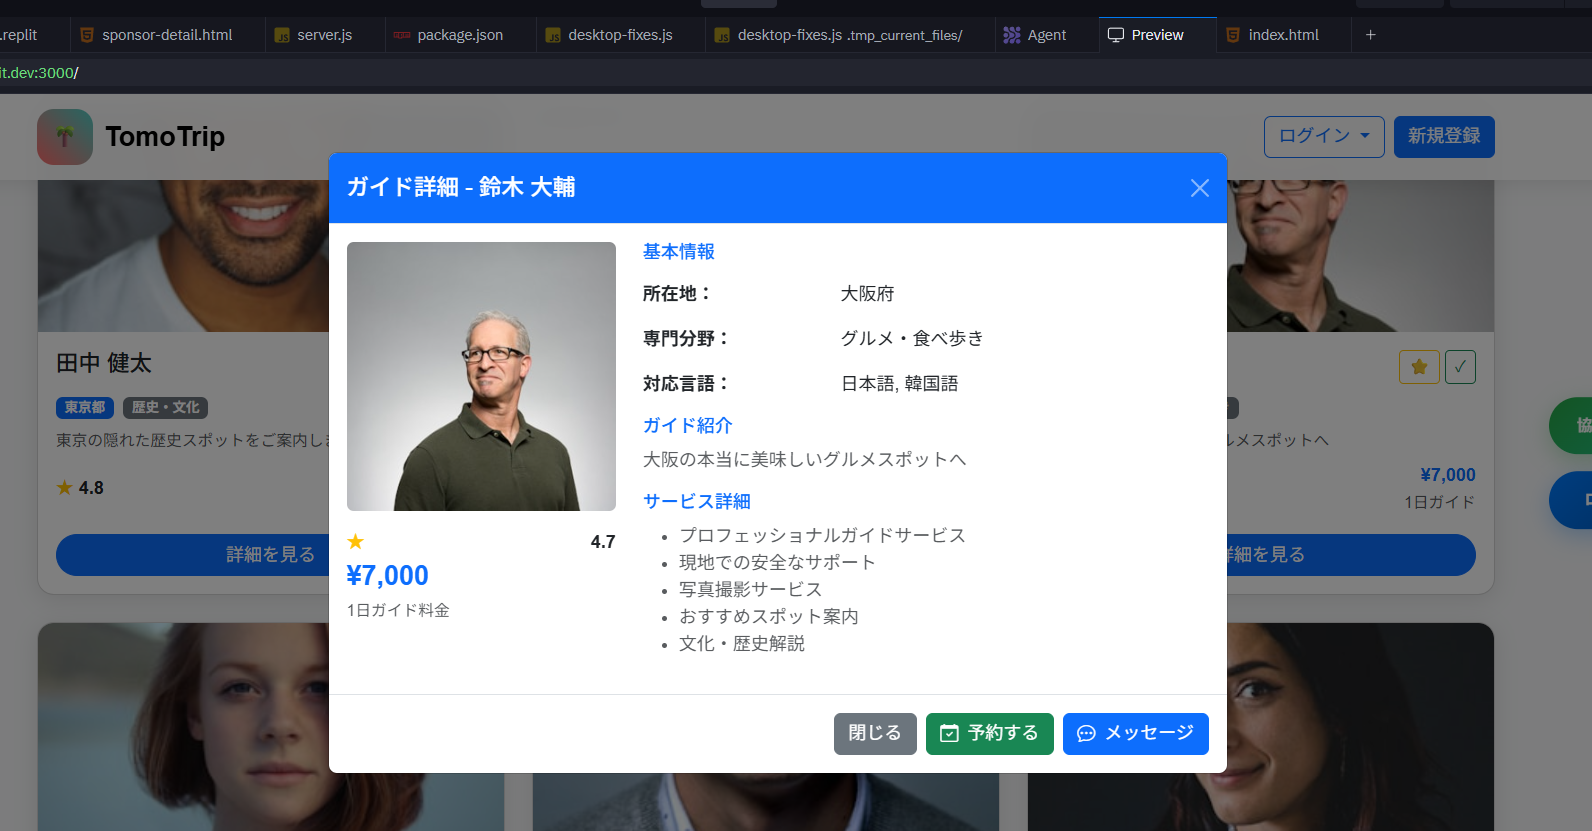 .replit
sponsor-detail.html
server.js
package.json
desktop-fixes.js
desktop-fixes.js .tmp_current_files/
Agent
Preview
index.html
+
it.dev:3000/
TomoTrip
ログイン
新規登録
ガイド詳細 - 鈴木 大輔
基本情報
所在地：
大阪府
専門分野：
グルメ・食べ歩き
対応言語：
日本語, 韓国語
ガイド紹介
大阪の本当に美味しいグルメスポットへ
サービス詳細
プロフェッショナルガイドサービス
現地での安全なサポート
写真撮影サービス
おすすめスポット案内
文化・歴史解説
4.7
¥7,000
1日ガイド料金
閉じる
予約する
メッセージ
田中 健太
東京都
歴史・文化
東京の隠れた歴史スポットをご案内しま
4.8
詳細を見る
ルメスポットへ
¥7,000
1日ガイド
詳細を見る
協